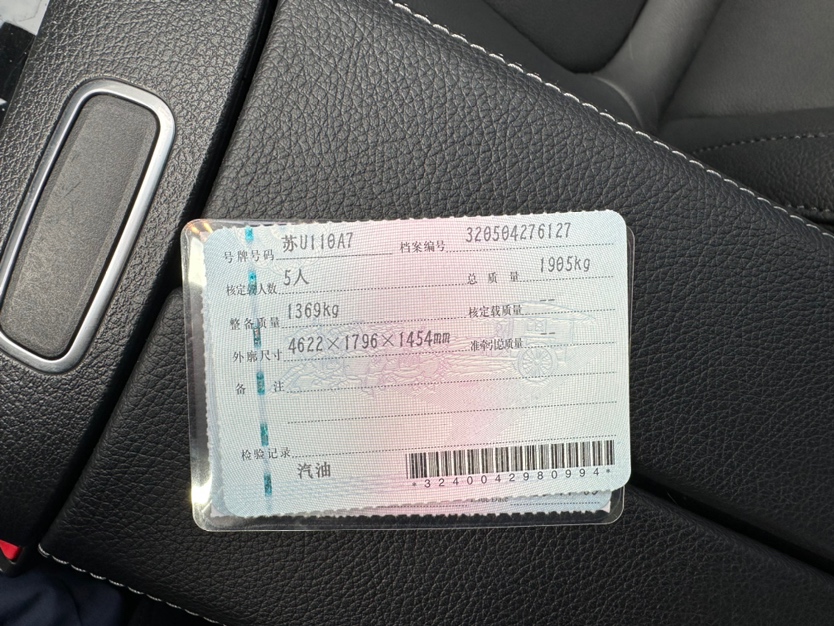 号牌号码 苏U110A7 档案编号 320504276127
核定载人数 5人 总质量 1905kg
整备质量 1369kg 核定载质量 --
外廓尺寸 4622×1796×1454mm 准牵引总质量 --
备注
检验记录
汽油
*3240042980994*